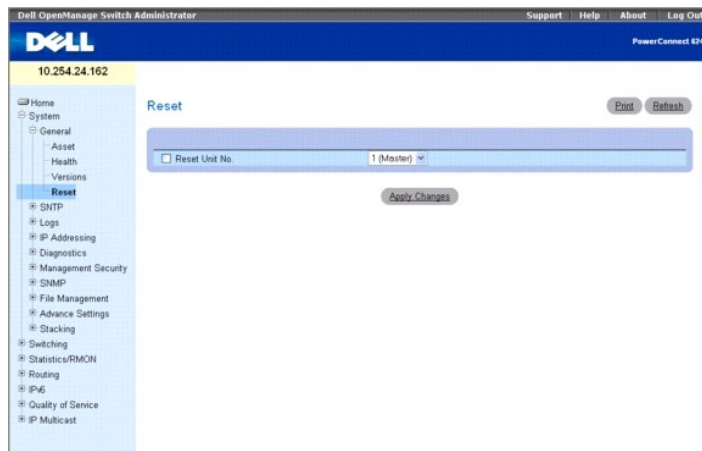 Dell OpenManage Switch Administrator
Support Help About Log Out
DELL
PowerConnect 624
10.254.24.162
Home
System
General
Asset
Health
Versions
Reset
SNTP
Logs
IP Addressing
Diagnostics
Management Security
SNMP
File Management
Advance Settings
Stacking
Switching
Statistics/RMON
Routing
IPv6
Quality of Service
IP Multicast
Reset
Print Refresh
Reset Unit No. 1 (Master)
Apply Changes